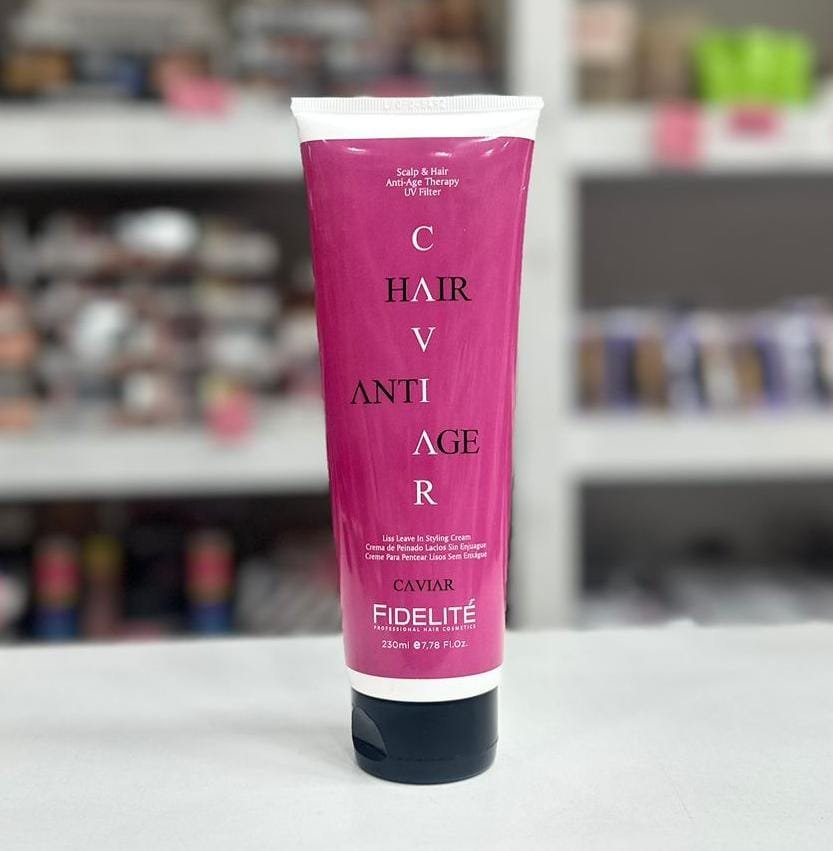 Scalp & Hair
Anti-Age Therapy
UV Filter
C
HAIR
V
ANTI
AGE
R
Liss Leave In Styling Cream
Crema de Peinado Lacios Sin Enjuague
Creme Para Pentear Lisos Sem Enxágue
CAVIAR
FIDELITÉ
PROFESSIONAL HAIR COSMETICS
230ml e 7,78 Fl.Oz.